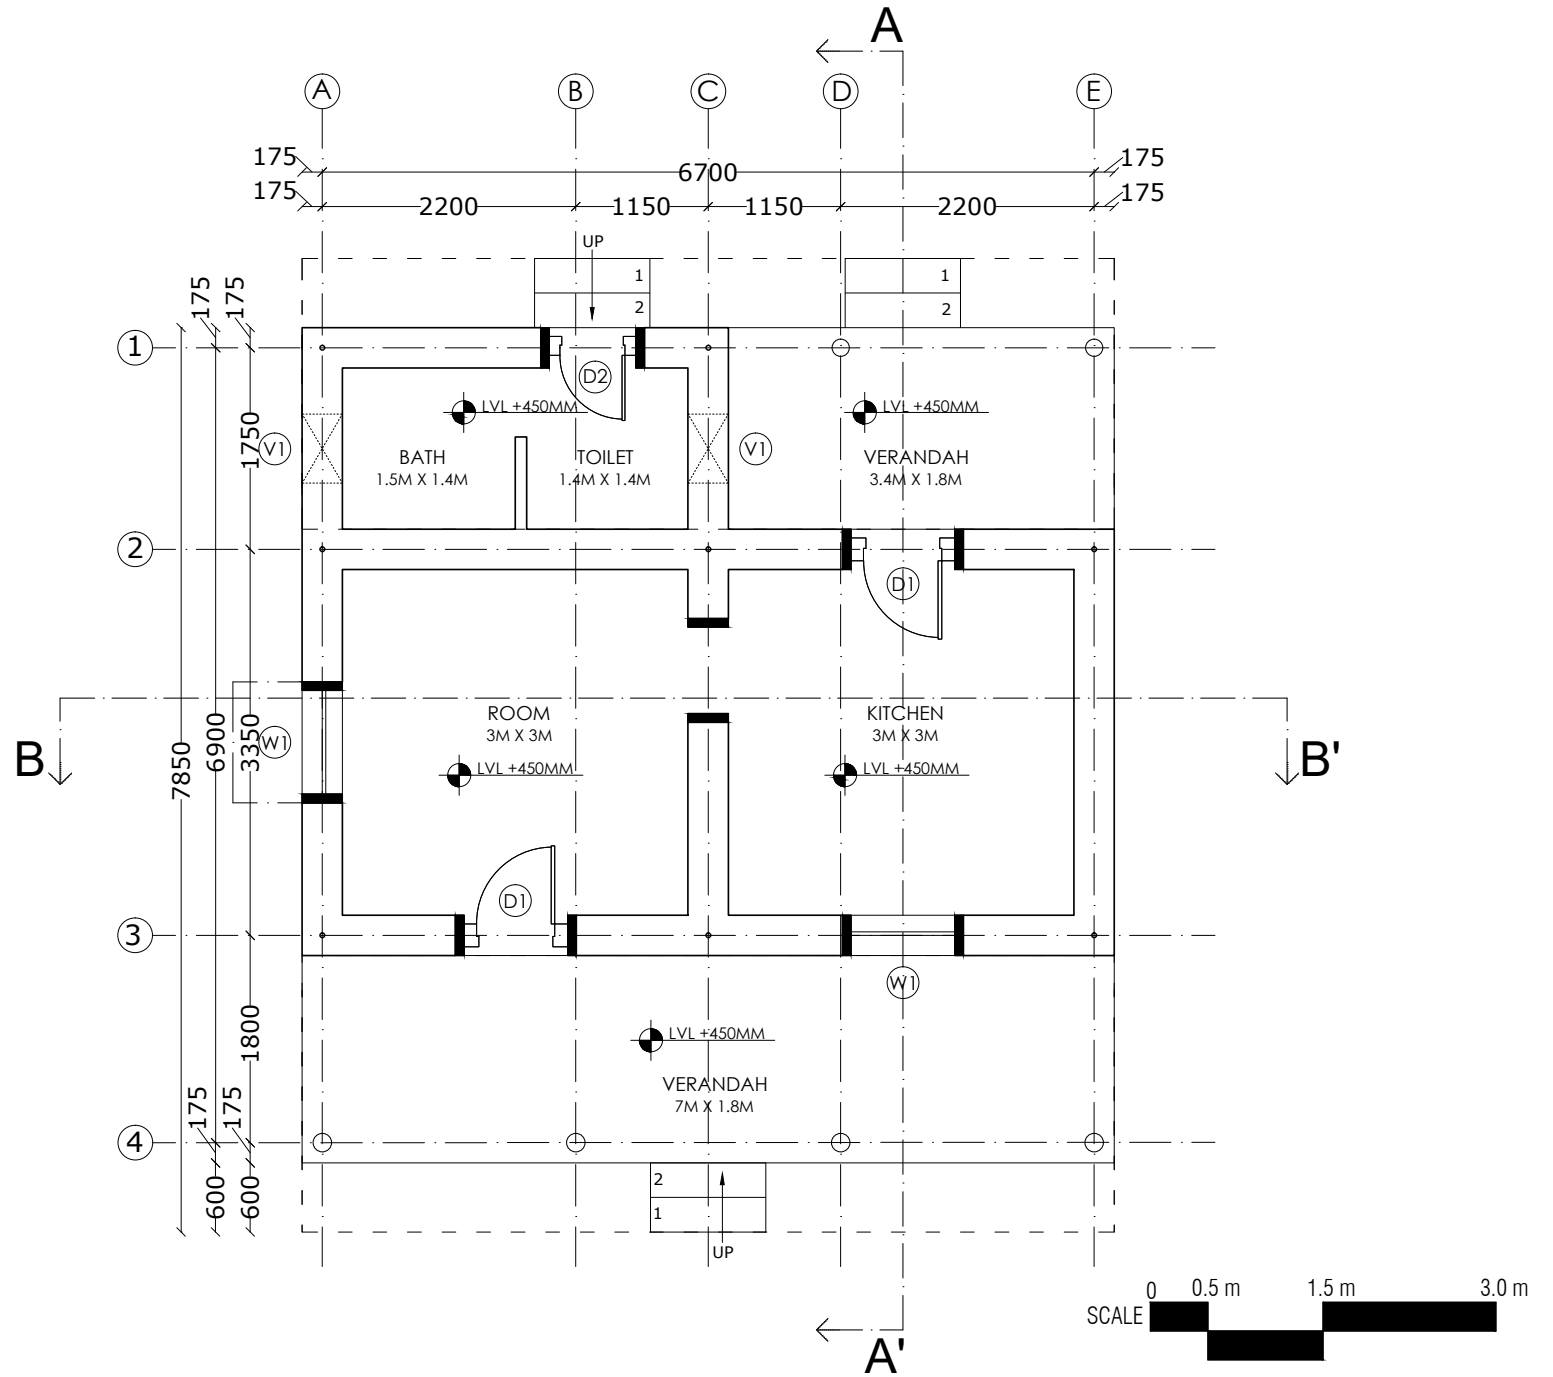 A
A B C D E
175 6700 175
175 2200 1150 1150 2200 175
UP
175 175
1 1
2 2
1
D2
LVL +450MM LVL +450MM
1750
V1 V1
BATH TOILET VERANDAH
1.5M X 1.4M 1.4M X 1.4M 3.4M X 1.8M
2
D1
ROOM KITCHEN
3M X 3M 3M X 3M
B 7850 6900 3350 W1 B'
LVL +450MM LVL +450MM
D1
3
W1
1800
LVL +450MM
VERANDAH
7M X 1.8M
175 175
4
600 600
2
1
UP
0 0.5 m 1.5 m 3.0 m
SCALE
A'